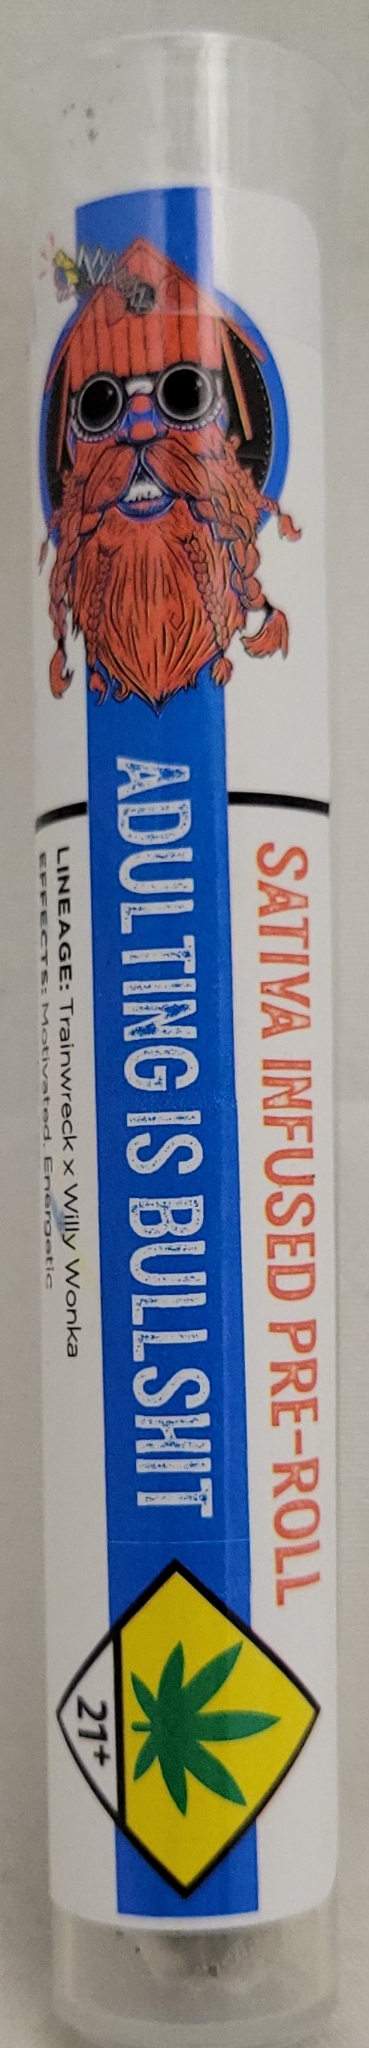 SATIVA INFUSED PRE-ROLL
ADULTING IS BULLSHIT
LINEAGE: Trainwreck x Willy Wonka
EFFECTS: Motivated, Energetic
21+